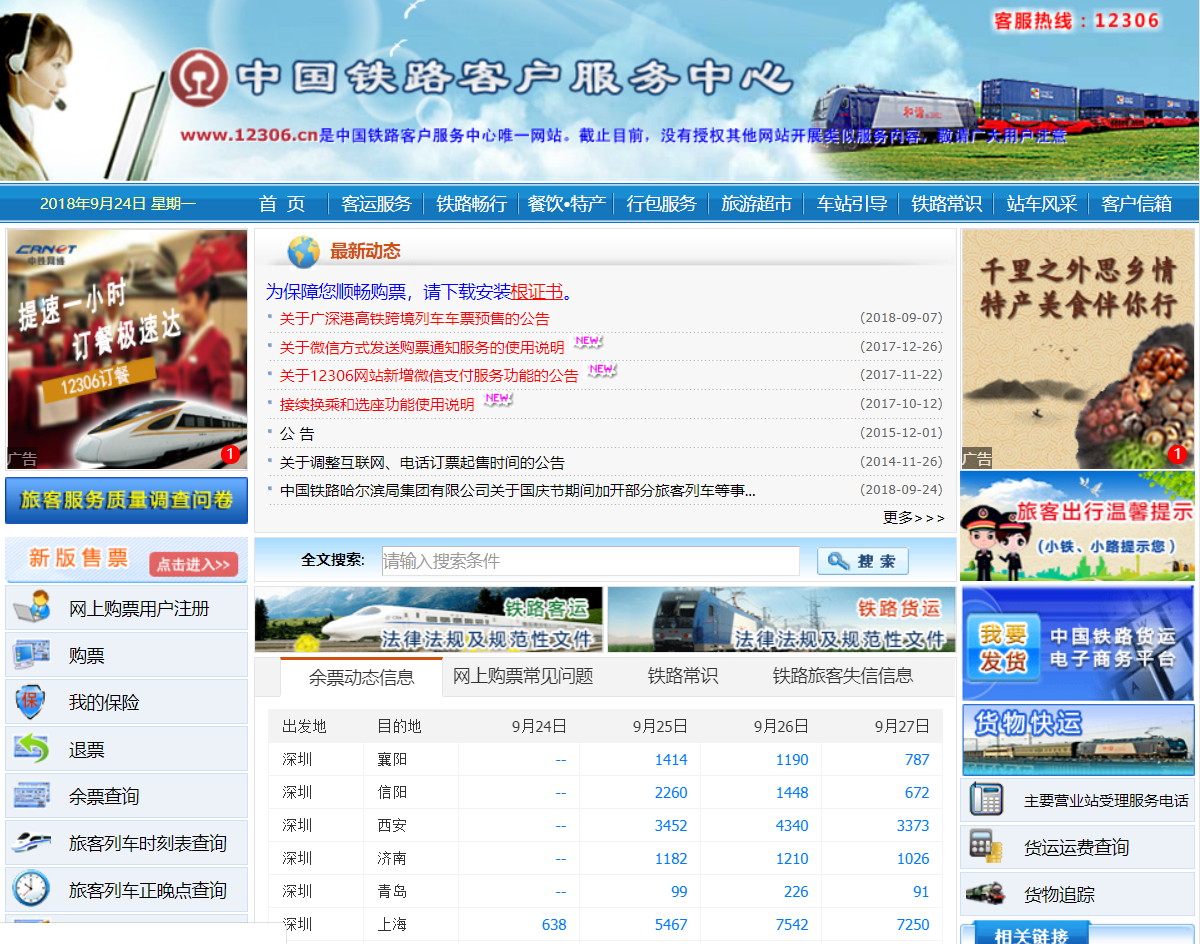 客服热线：12306
中国铁路客户服务中心
www.12306.cn是中国铁路客户服务中心唯一网站。截止目前，没有授权其他网站开展类似服务内容，敬请广大用户注意
和谐
2018年9月24日 星期一
首 页
客运服务
铁路畅行
餐饮•特产
行包服务
旅游超市
车站引导
铁路常识
站车风采
客户信箱
CRNET
中铁网络
提速一小时
订餐极速达
12306订餐
广告
1
旅客服务质量调查问卷
新版售票
点击进入>>
网上购票用户注册
购票
保
我的保险
退票
余票查询
旅客列车时刻表查询
旅客列车正晚点查询
最新动态
为保障您顺畅购票，请下载安装根证书。
关于广深港高铁跨境列车车票预售的公告 (2018-09-07)
关于微信方式发送购票通知服务的使用说明 NEW (2017-12-26)
关于12306网站新增微信支付服务功能的公告 NEW (2017-11-22)
接续换乘和选座功能使用说明 NEW (2017-10-12)
公 告 (2015-12-01)
关于调整互联网、电话订票起售时间的公告 (2014-11-26)
中国铁路哈尔滨局集团有限公司关于国庆节期间加开部分旅客列车等事... (2018-09-24)
更多>>>
全文搜索: 请输入搜索条件 搜 索
铁路客运
法律法规及规范性文件
铁路货运
法律法规及规范性文件
余票动态信息
网上购票常见问题
铁路常识
铁路旅客失信信息
出发地 目的地 9月24日 9月25日 9月26日 9月27日
深圳 襄阳 -- 1414 1190 787
深圳 信阳 -- 2260 1448 672
深圳 西安 -- 3452 4340 3373
深圳 济南 -- 1182 1210 1026
深圳 青岛 -- 99 226 91
深圳 上海 638 5467 7542 7250
千里之外思乡情
特产美食伴你行
广告
1
旅客出行温馨提示
(小铁、小路提示您)
我要
发货
中国铁路货运
电子商务平台
货物快运
主要营业站受理服务电话
货运运费查询
货物追踪
相关链接